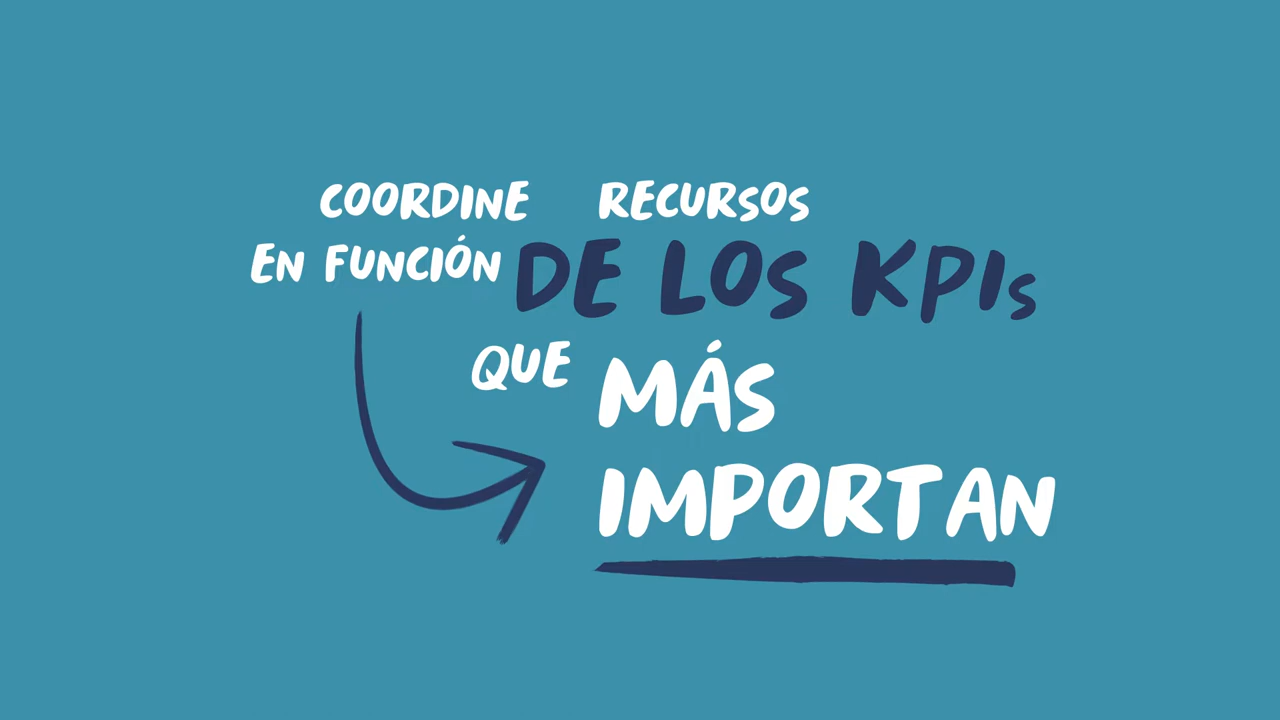 COORDINE RECURSOS
EN FUNCIÓN DE LOS KPIs
QUE MÁS
IMPORTAN